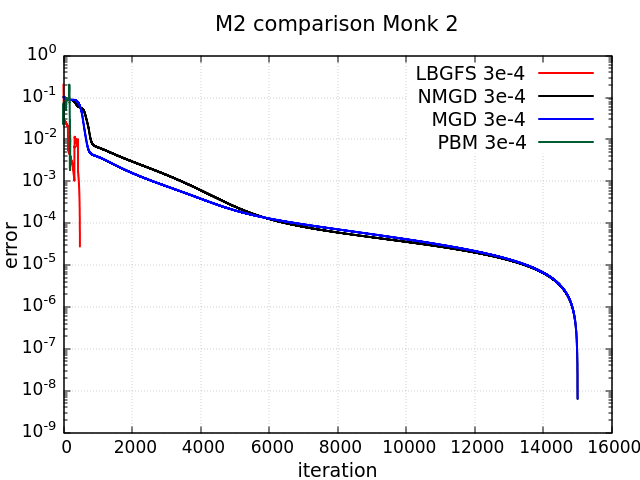 M2 comparison Monk 2
10^0
10^-1
10^-2
10^-3
10^-4
10^-5
10^-6
10^-7
10^-8
10^-9
error
LBGFS 3e-4
NMGD 3e-4
MGD 3e-4
PBM 3e-4
0 2000 4000 6000 8000 10000 12000 14000 16000
iteration